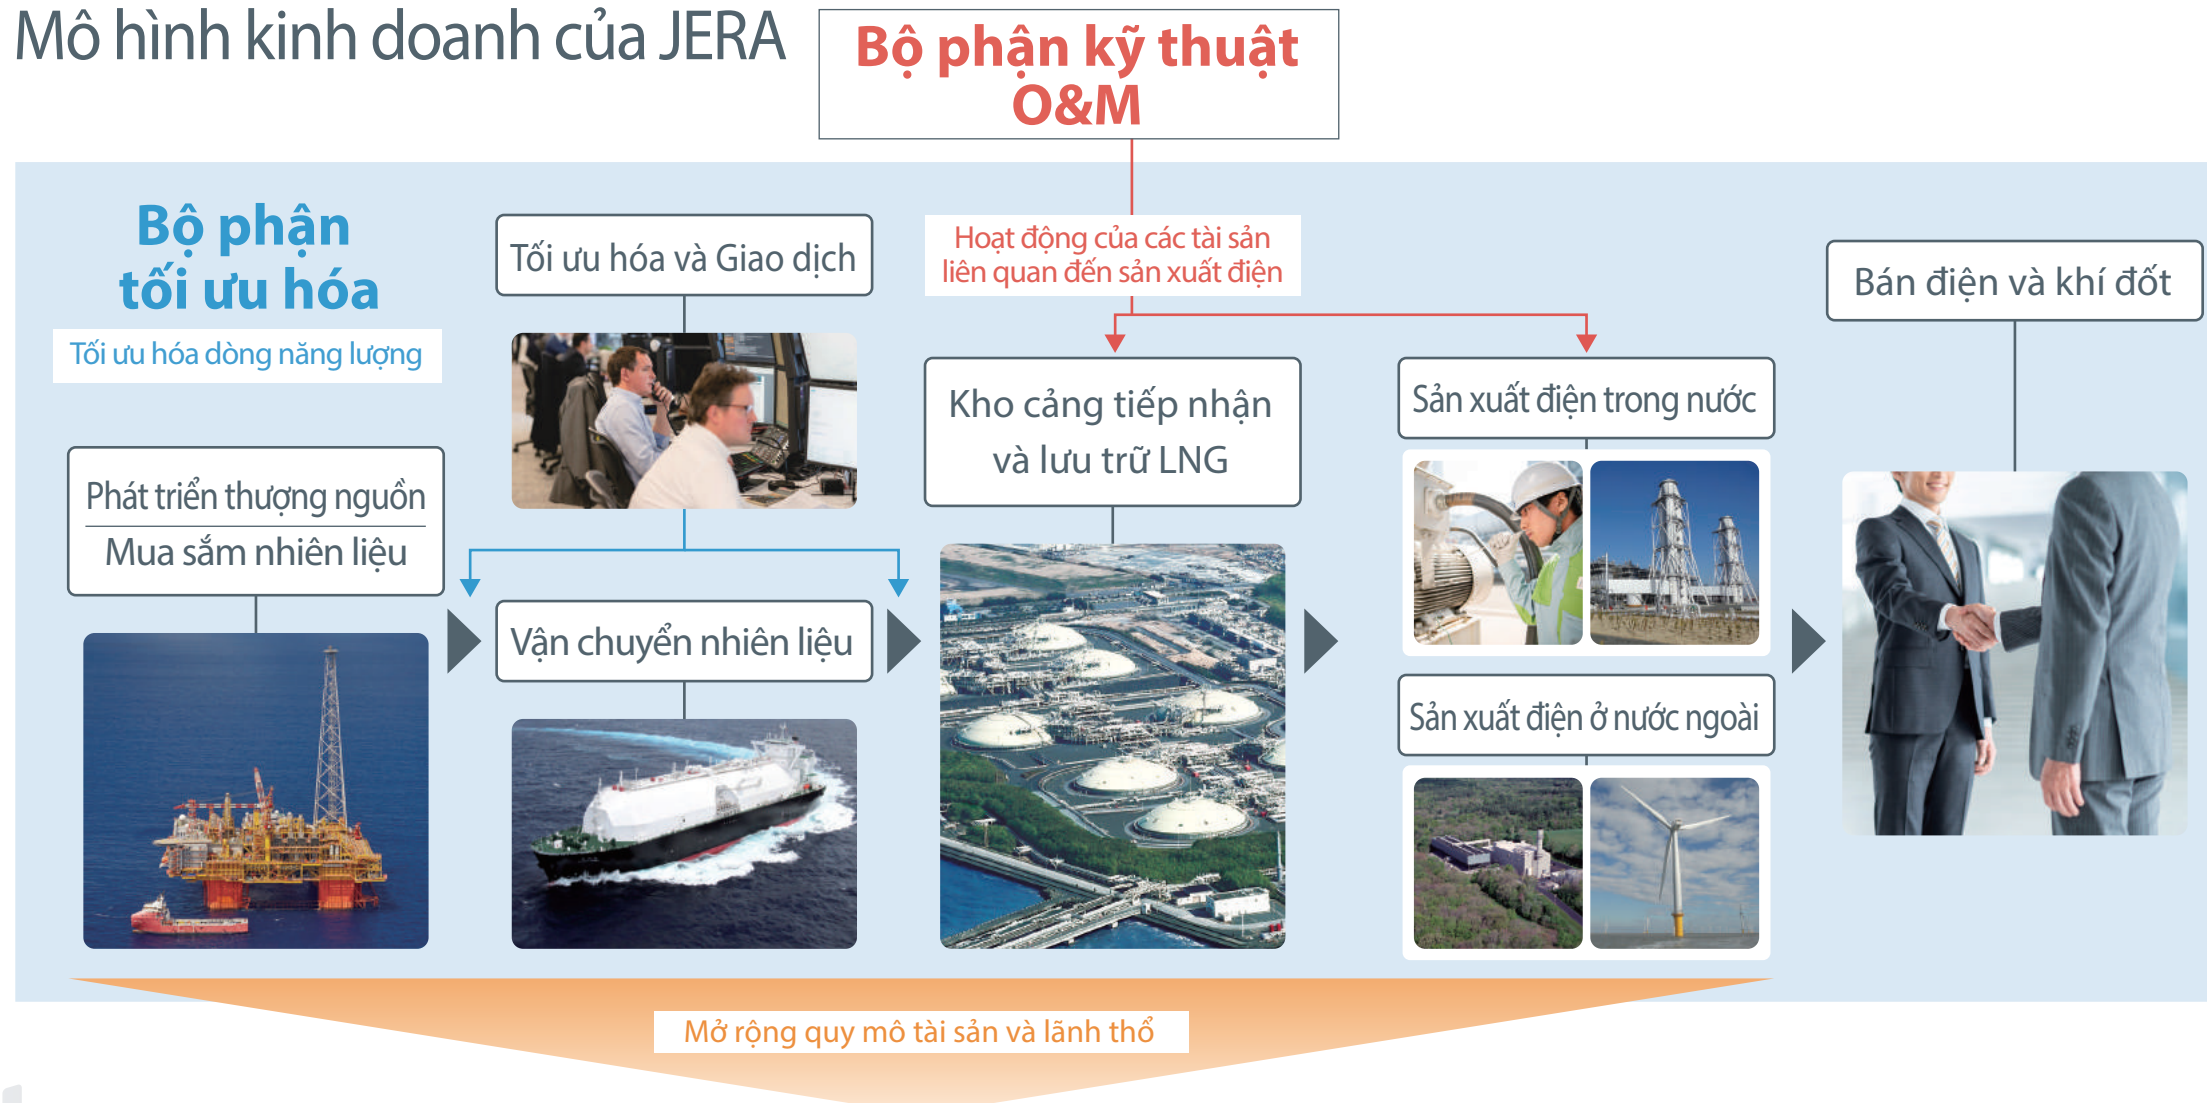 Mô hình kinh doanh của JERA
Bộ phận kỹ thuật
O&M
Bộ phận
tối ưu hóa
Tối ưu hóa dòng năng lượng
Tối ưu hóa và Giao dịch
Hoạt động của các tài sản
liên quan đến sản xuất điện
Bán điện và khí đốt
Phát triển thượng nguồn
Mua sắm nhiên liệu
Vận chuyển nhiên liệu
Kho cảng tiếp nhận
và lưu trữ LNG
Sản xuất điện trong nước
Sản xuất điện ở nước ngoài
Mở rộng quy mô tài sản và lãnh thổ